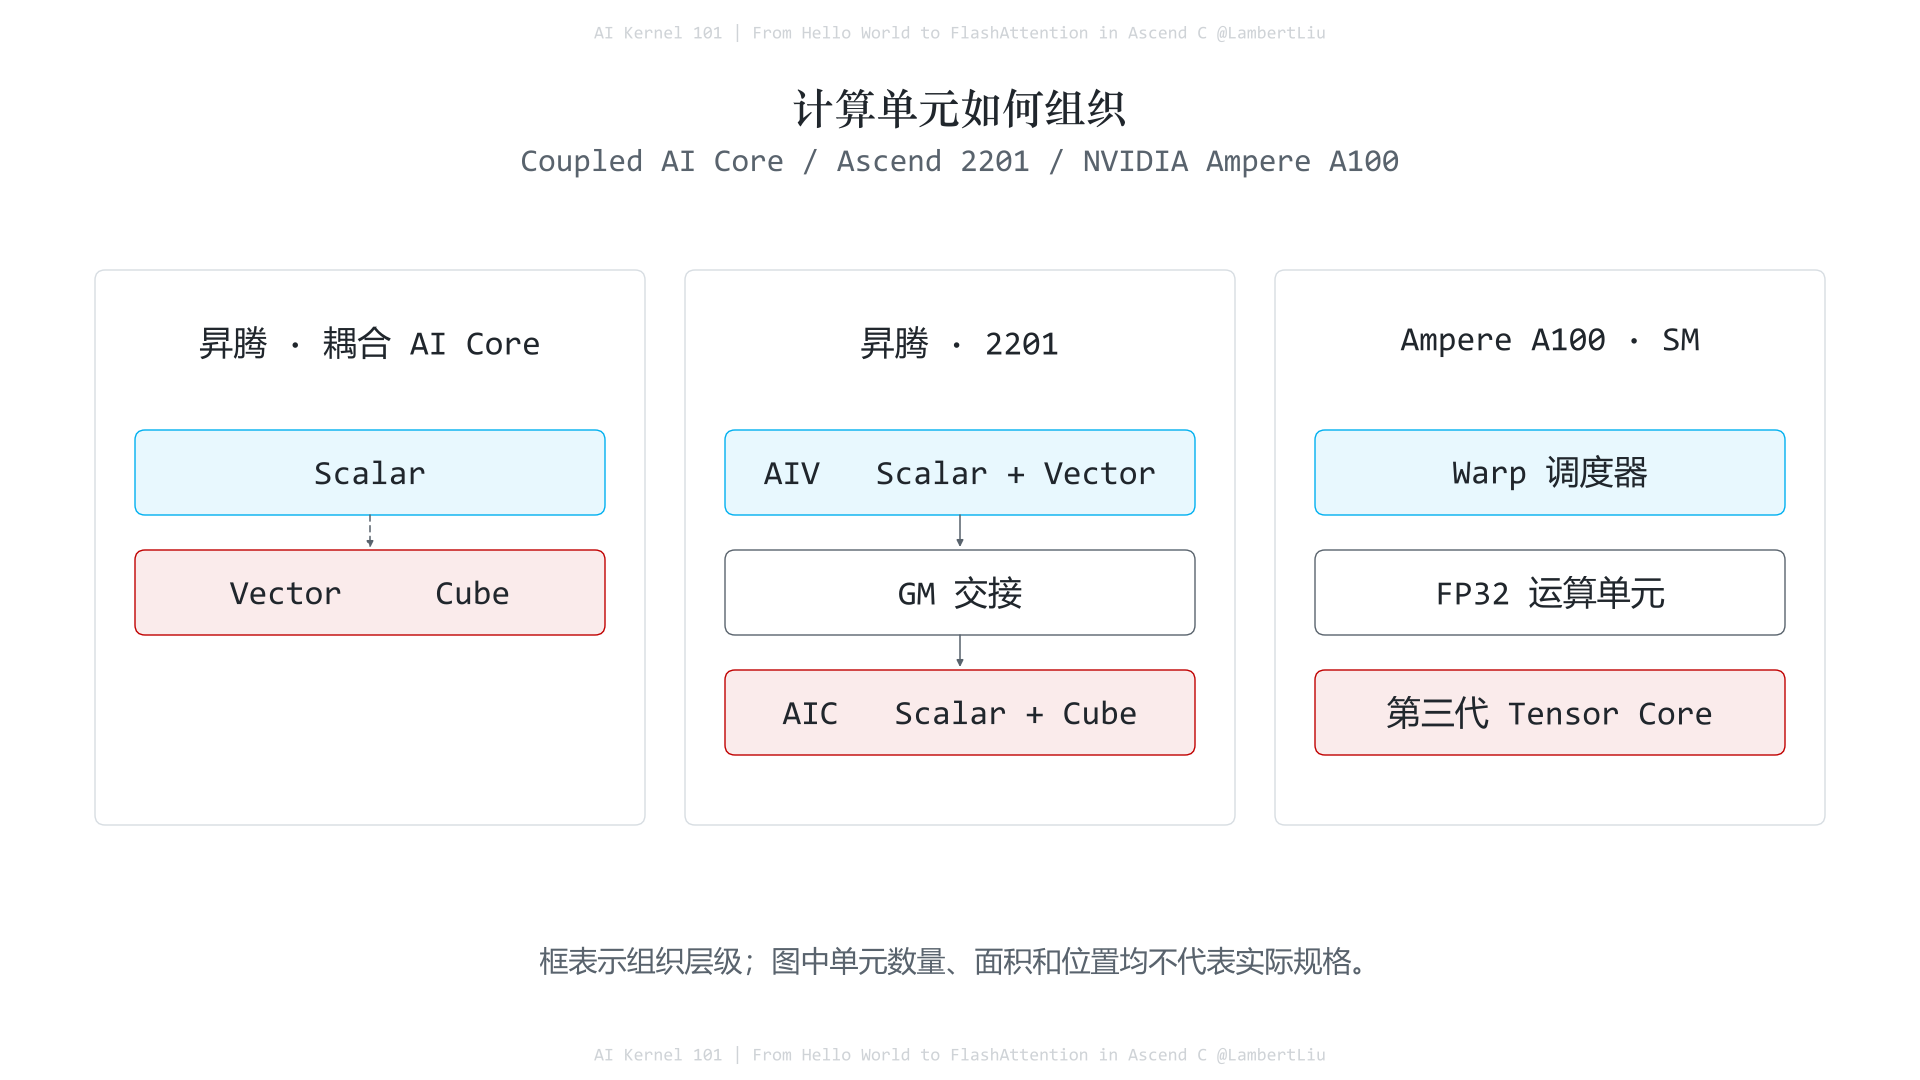 AI Kernel 101 | From Hello World to FlashAttention in Ascend C @LambertLiu
计算单元如何组织
Coupled AI Core / Ascend 2201 / NVIDIA Ampere A100
昇腾 · 耦合 AI Core
Scalar
Vector Cube
昇腾 · 2201
AIV Scalar + Vector
GM 交接
AIC Scalar + Cube
Ampere A100 · SM
Warp 调度器
FP32 运算单元
第三代 Tensor Core
框表示组织层级；图中单元数量、面积和位置均不代表实际规格。
AI Kernel 101 | From Hello World to FlashAttention in Ascend C @LambertLiu